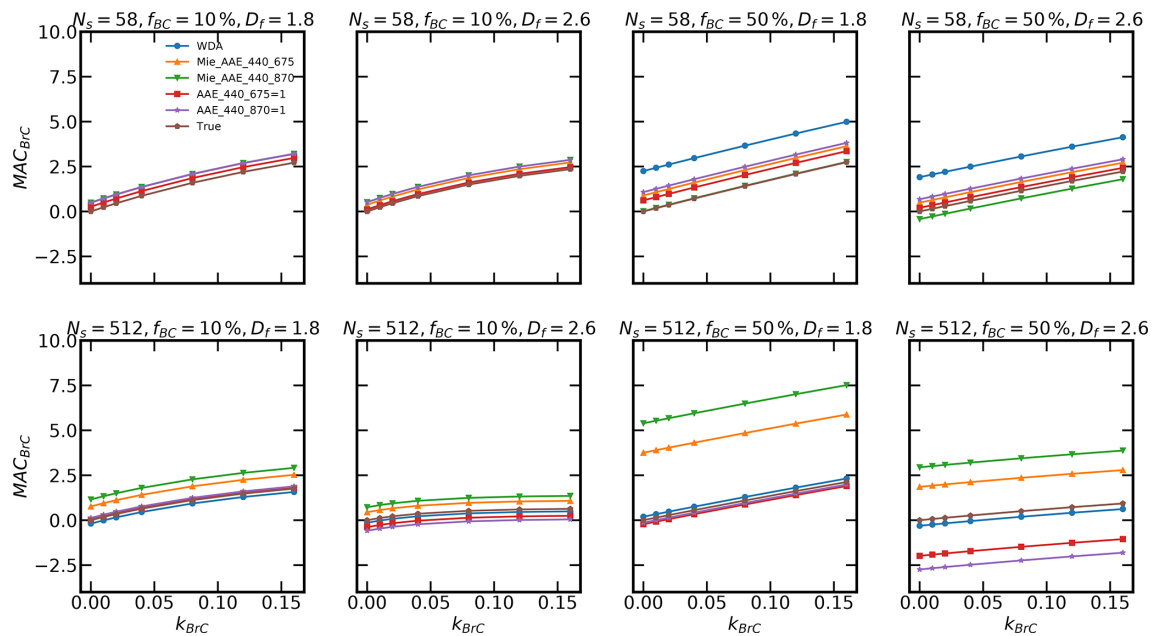 N_s = 58, f_BC = 10 %, D_f = 1.8
N_s = 58, f_BC = 10 %, D_f = 2.6
N_s = 58, f_BC = 50 %, D_f = 1.8
N_s = 58, f_BC = 50 %, D_f = 2.6
10.0
7.5
5.0
2.5
0.0
−2.5
MAC_BrC
WDA
Mie_AAE_440_675
Mie_AAE_440_870
AAE_440_675=1
AAE_440_870=1
True
N_s = 512, f_BC = 10 %, D_f = 1.8
N_s = 512, f_BC = 10 %, D_f = 2.6
N_s = 512, f_BC = 50 %, D_f = 1.8
N_s = 512, f_BC = 50 %, D_f = 2.6
10.0
7.5
5.0
2.5
0.0
−2.5
MAC_BrC
0.00 0.05 0.10 0.15
0.00 0.05 0.10 0.15
0.00 0.05 0.10 0.15
0.00 0.05 0.10 0.15
k_BrC
k_BrC
k_BrC
k_BrC